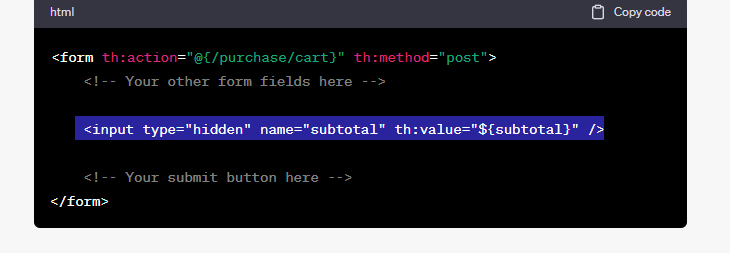 html
Copy code
<form th:action="@{/purchase/cart}" th:method="post">
<!-- Your other form fields here -->
<input type="hidden" name="subtotal" th:value="${subtotal}" />
<!-- Your submit button here -->
</form>